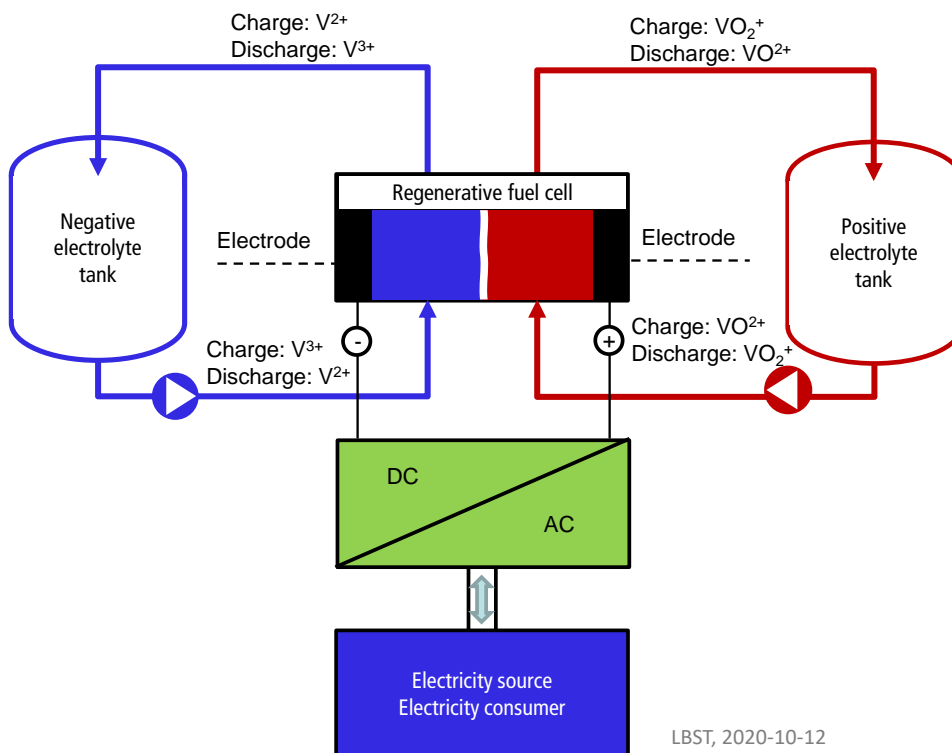 Charge: V²⁺
Discharge: V³⁺
Charge: VO₂⁺
Discharge: VO²⁺
Regenerative fuel cell
Negative
electrolyte
tank
Electrode
Electrode
Positive
electrolyte
tank
Charge: V³⁺
Discharge: V²⁺
-
+
Charge: VO²⁺
Discharge: VO₂⁺
DC
AC
Electricity source
Electricity consumer
LBST, 2020-10-12